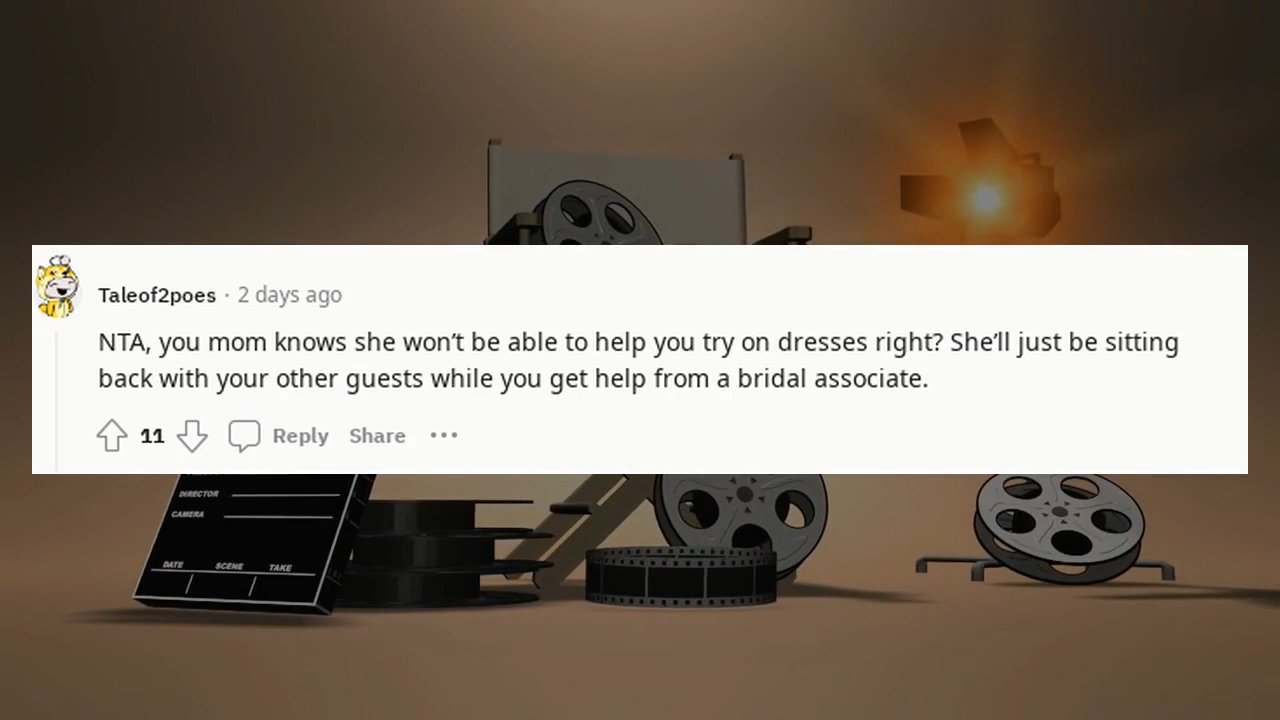 Taleof2poes · 2 days ago
NTA, you mom knows she won’t be able to help you try on dresses right? She’ll just be sitting
back with your other guests while you get help from a bridal associate.
11 Reply Share •••
DIRECTOR
CAMERA
DATE SCENE TAKE